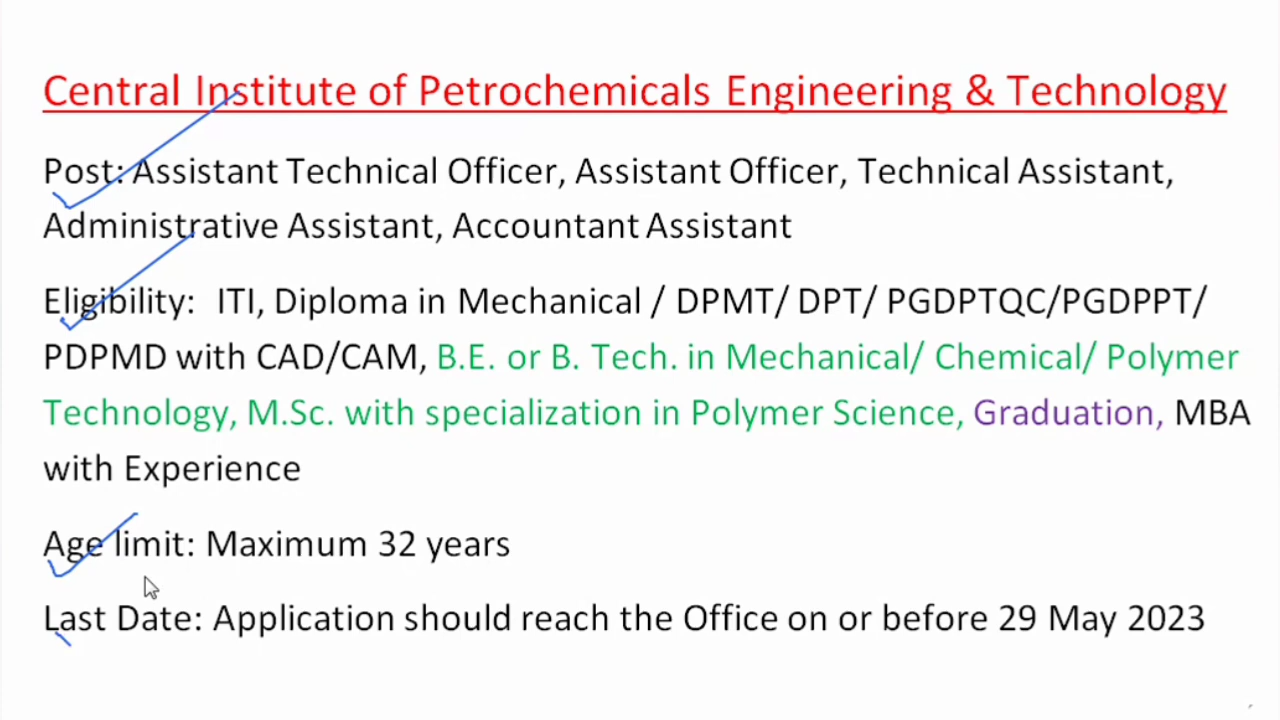 Central Institute of Petrochemicals Engineering & Technology
Post: Assistant Technical Officer, Assistant Officer, Technical Assistant,
Administrative Assistant, Accountant Assistant
Eligibility: ITI, Diploma in Mechanical / DPMT/ DPT/ PGDPTQC/PGDPPT/
PDPMD with CAD/CAM, B.E. or B. Tech. in Mechanical/ Chemical/ Polymer
Technology, M.Sc. with specialization in Polymer Science, Graduation, MBA
with Experience
Age limit: Maximum 32 years
Last Date: Application should reach the Office on or before 29 May 2023